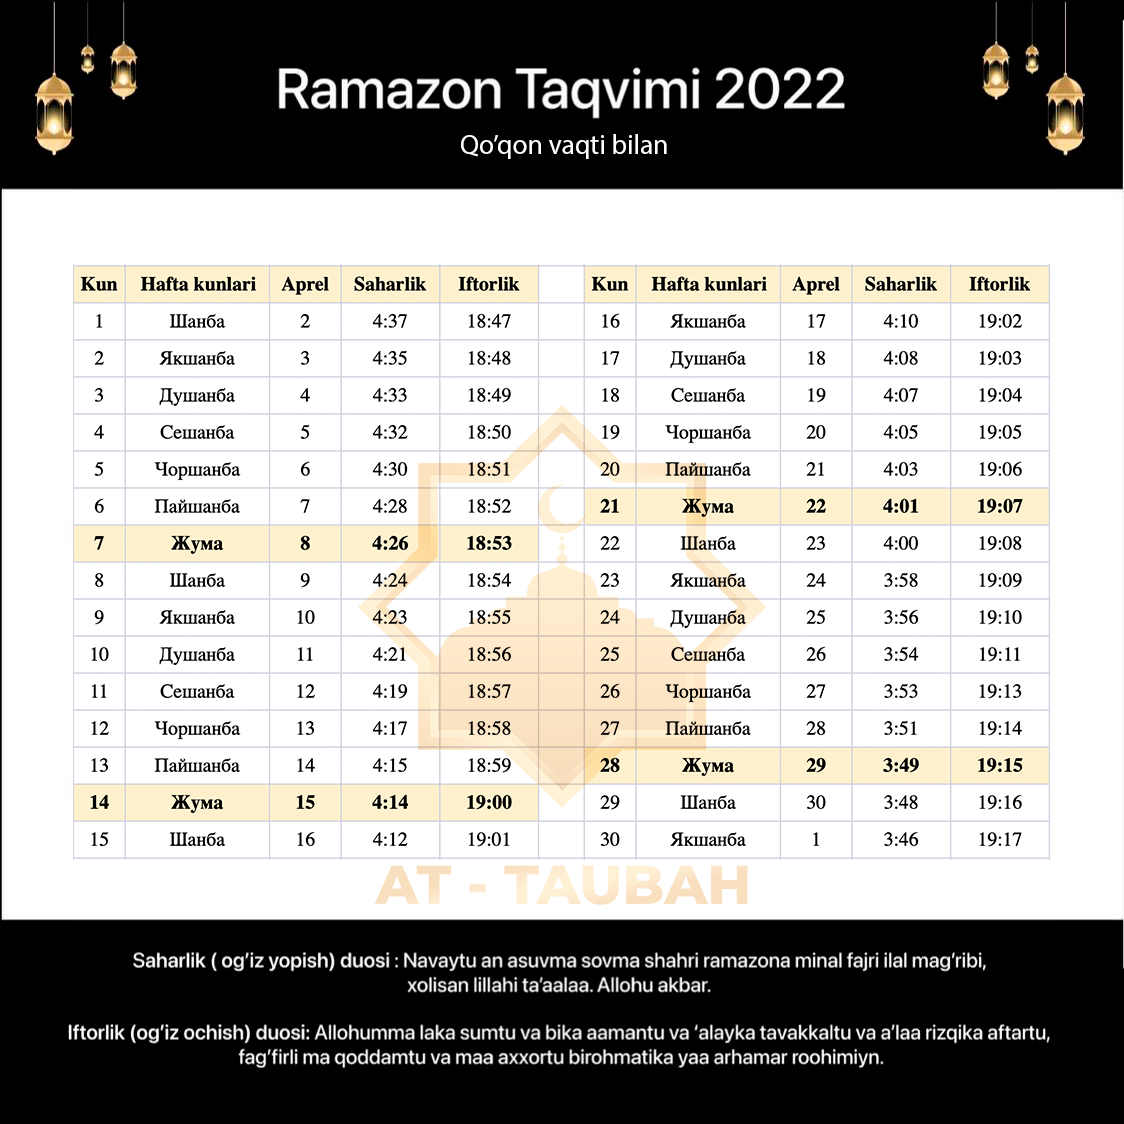 Ramazon Taqvimi 2022
Qo’qon vaqti bilan
Kun Hafta kunlari Aprel Saharlik Iftorlik
1 Шанба 2 4:37 18:47
2 Якшанба 3 4:35 18:48
3 Душанба 4 4:33 18:49
4 Сешанба 5 4:32 18:50
5 Чоршанба 6 4:30 18:51
6 Пайшанба 7 4:28 18:52
7 Жума 8 4:26 18:53
8 Шанба 9 4:24 18:54
9 Якшанба 10 4:23 18:55
10 Душанба 11 4:21 18:56
11 Сешанба 12 4:19 18:57
12 Чоршанба 13 4:17 18:58
13 Пайшанба 14 4:15 18:59
14 Жума 15 4:14 19:00
15 Шанба 16 4:12 19:01
Kun Hafta kunlari Aprel Saharlik Iftorlik
16 Якшанба 17 4:10 19:02
17 Душанба 18 4:08 19:03
18 Сешанба 19 4:07 19:04
19 Чоршанба 20 4:05 19:05
20 Пайшанба 21 4:03 19:06
21 Жума 22 4:01 19:07
22 Шанба 23 4:00 19:08
23 Якшанба 24 3:58 19:09
24 Душанба 25 3:56 19:10
25 Сешанба 26 3:54 19:11
26 Чоршанба 27 3:53 19:13
27 Пайшанба 28 3:51 19:14
28 Жума 29 3:49 19:15
29 Шанба 30 3:48 19:16
30 Якшанба 1 3:46 19:17
AT - TAUBAH
Saharlik ( og’iz yopish) duosi : Navaytu an asuvma sovma shahri ramazona minal fajri ilal mag’ribi,
xolisan lillahi ta’aalaa. Allohu akbar.
Iftorlik (og’iz ochish) duosi: Allohumma laka sumtu va bika aamantu va ‘alayka tavakkaltu va a’laa rizqika aftartu,
fag’firli ma qoddamtu va maa axxortu birohmatika yaa arhamar roohimiyn.